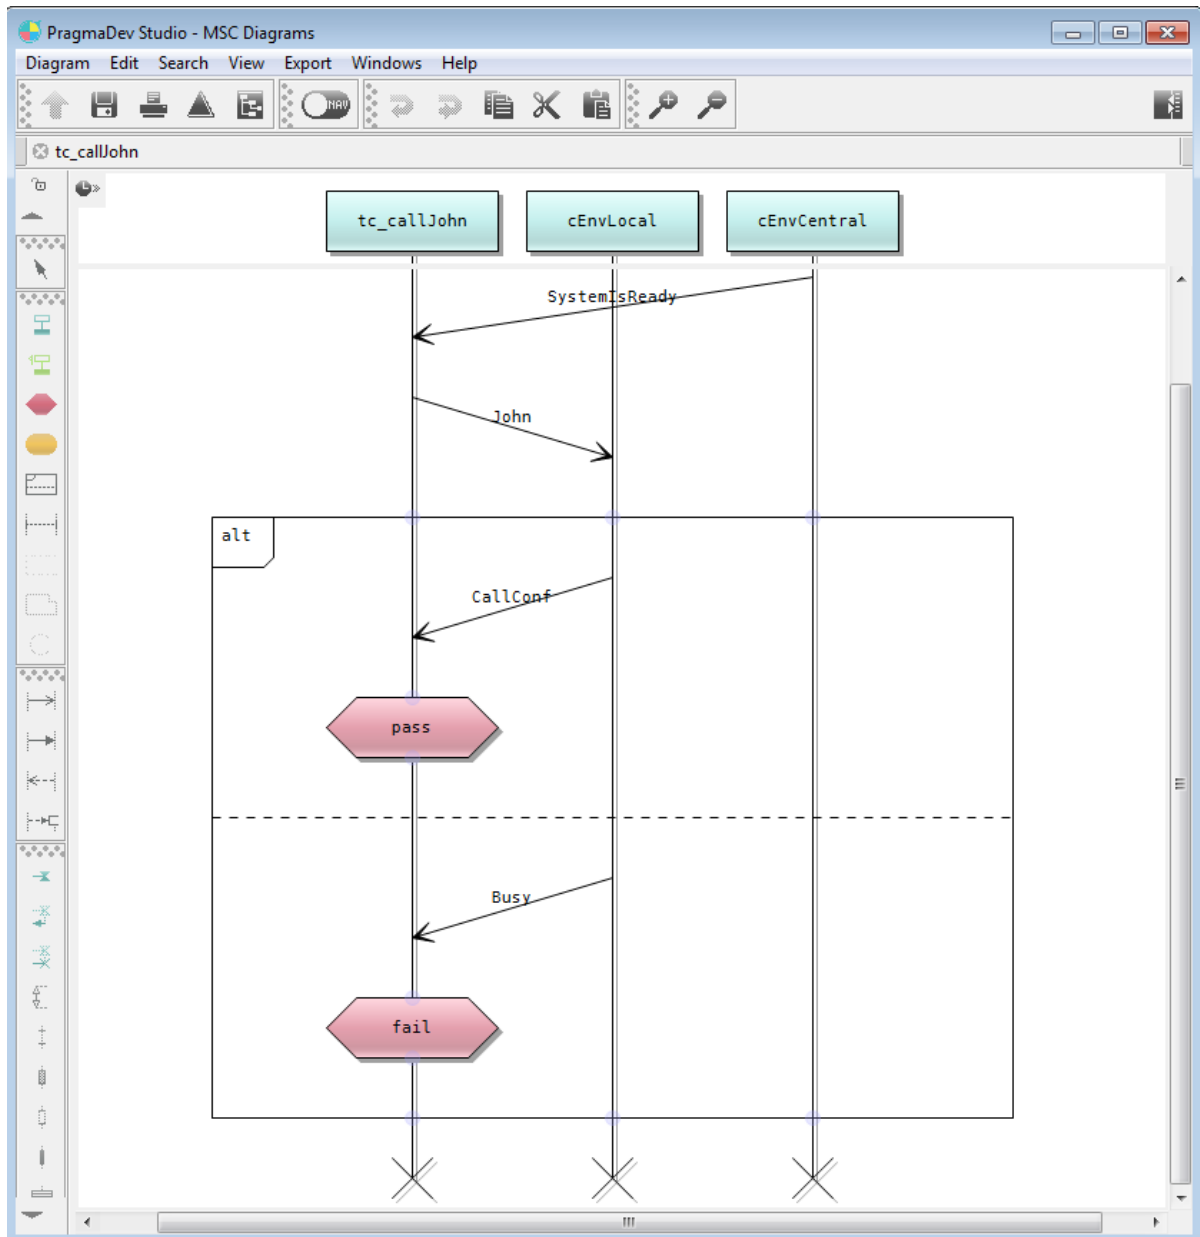 PragmaDev Studio - MSC Diagrams
Diagram Edit Search View Export Windows Help
NAV
tc_callJohn
tc_callJohn cEnvLocal cEnvCentral
SystemIsReady
John
alt
CallConf
pass
Busy
fail